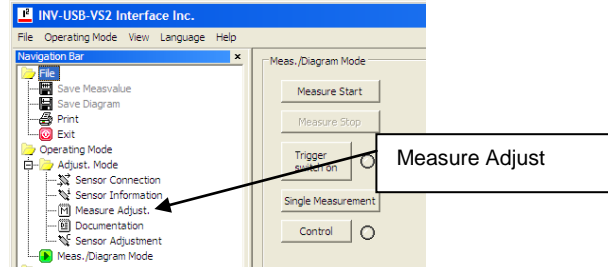 INV-USB-VS2 Interface Inc.
File Operating Mode View Language Help
Navigation Bar x
File
Save Measvalue
Save Diagram
Print
Exit
Operating Mode
Adjust. Mode
Sensor Connection
Sensor Information
Measure Adjust.
Documentation
Sensor Adjustment
Meas./Diagram Mode
Meas./Diagram Mode
Measure Start
Measure Stop
Trigger
switch on
Single Measurement
Control
Measure Adjust